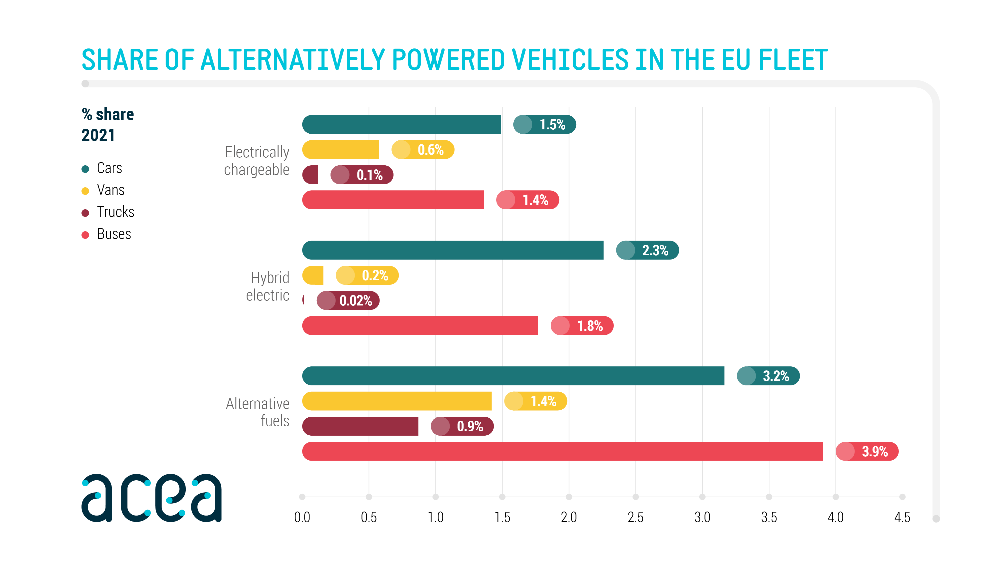 SHARE OF ALTERNATIVELY POWERED VEHICLES IN THE EU FLEET
% share
2021
Cars
Vans
Trucks
Buses
Electrically
chargeable
1.5%
0.6%
0.1%
1.4%
Hybrid
electric
2.3%
0.2%
0.02%
1.8%
Alternative
fuels
3.2%
1.4%
0.9%
3.9%
0.0 0.5 1.0 1.5 2.0 2.5 3.0 3.5 4.0 4.5
acea